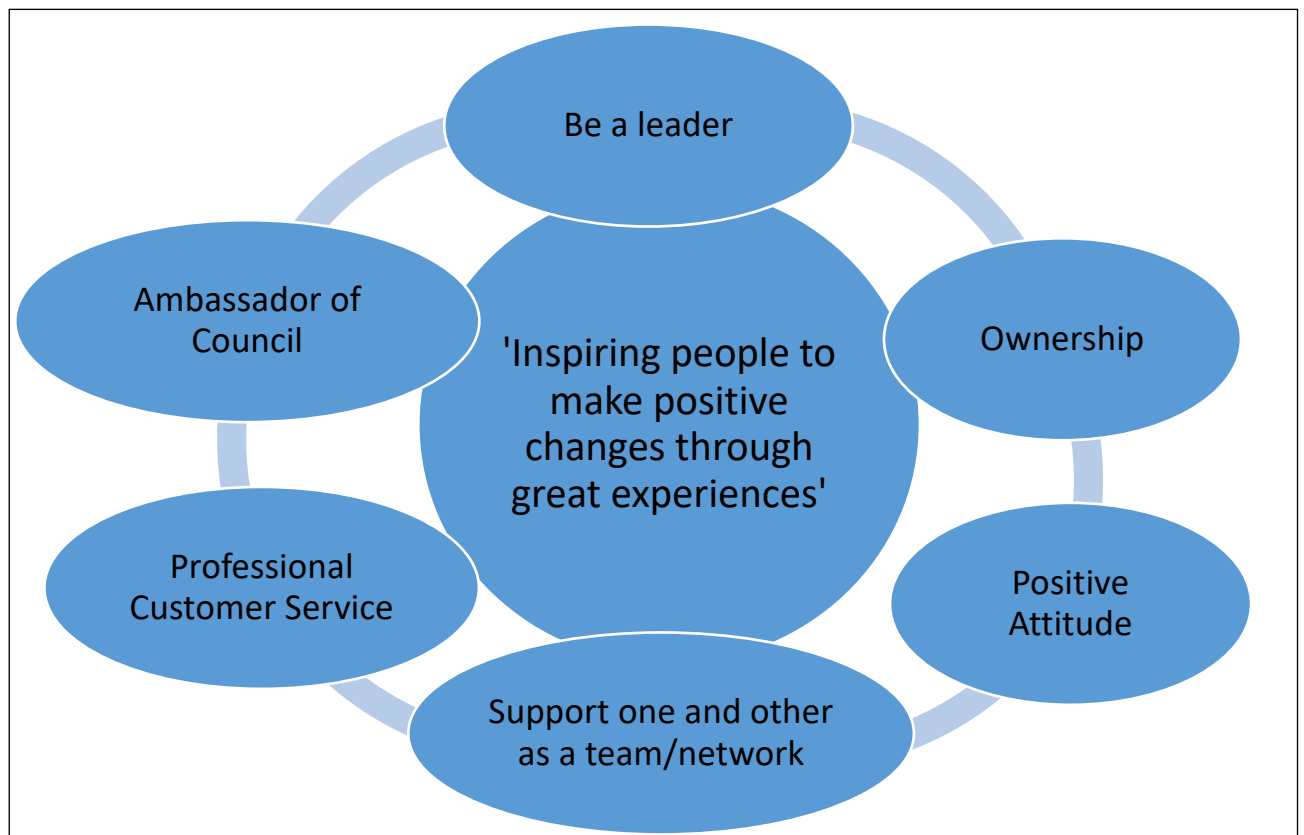 Be a leader
Ambassador of
Council
Ownership
'Inspiring people to
make positive
changes through
great experiences'
Professional
Customer Service
Positive
Attitude
Support one and other
as a team/network